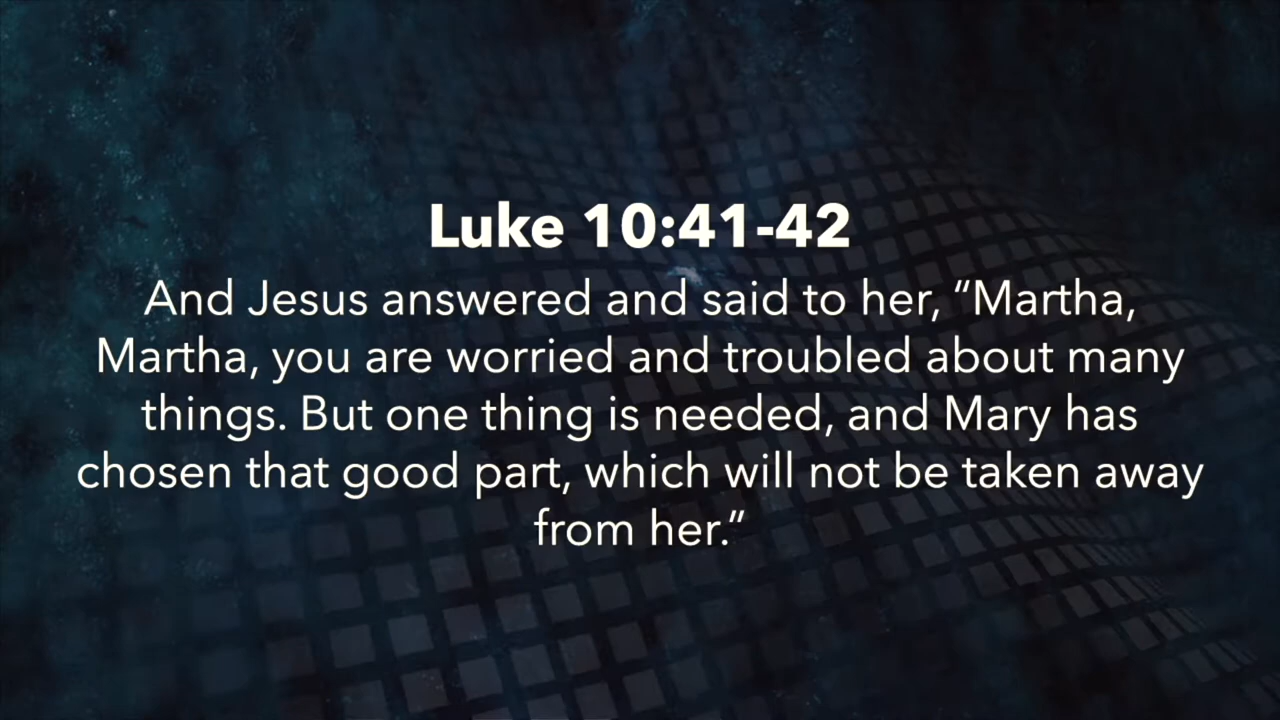 Luke 10:41-42
And Jesus answered and said to her, “Martha,
Martha, you are worried and troubled about many
things. But one thing is needed, and Mary has
chosen that good part, which will not be taken away
from her.”